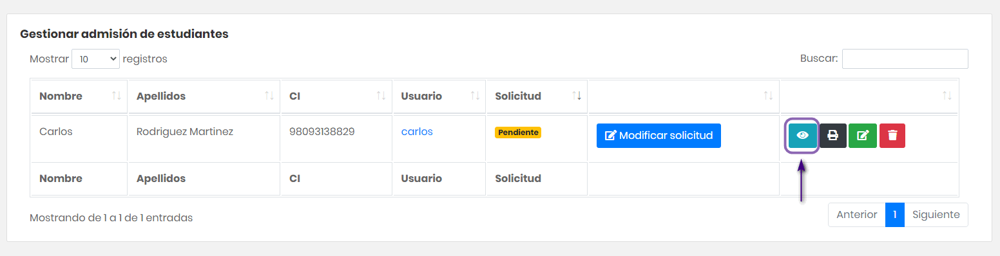 Gestionar admisión de estudiantes
Mostrar 10 registros
Buscar:
Nombre Apellidos CI Usuario Solicitud
Carlos Rodriguez Martinez 98093138829 carlos Pendiente Modificar solicitud
Nombre Apellidos CI Usuario Solicitud
Mostrando de 1 a 1 de 1 entradas
Anterior 1 Siguiente